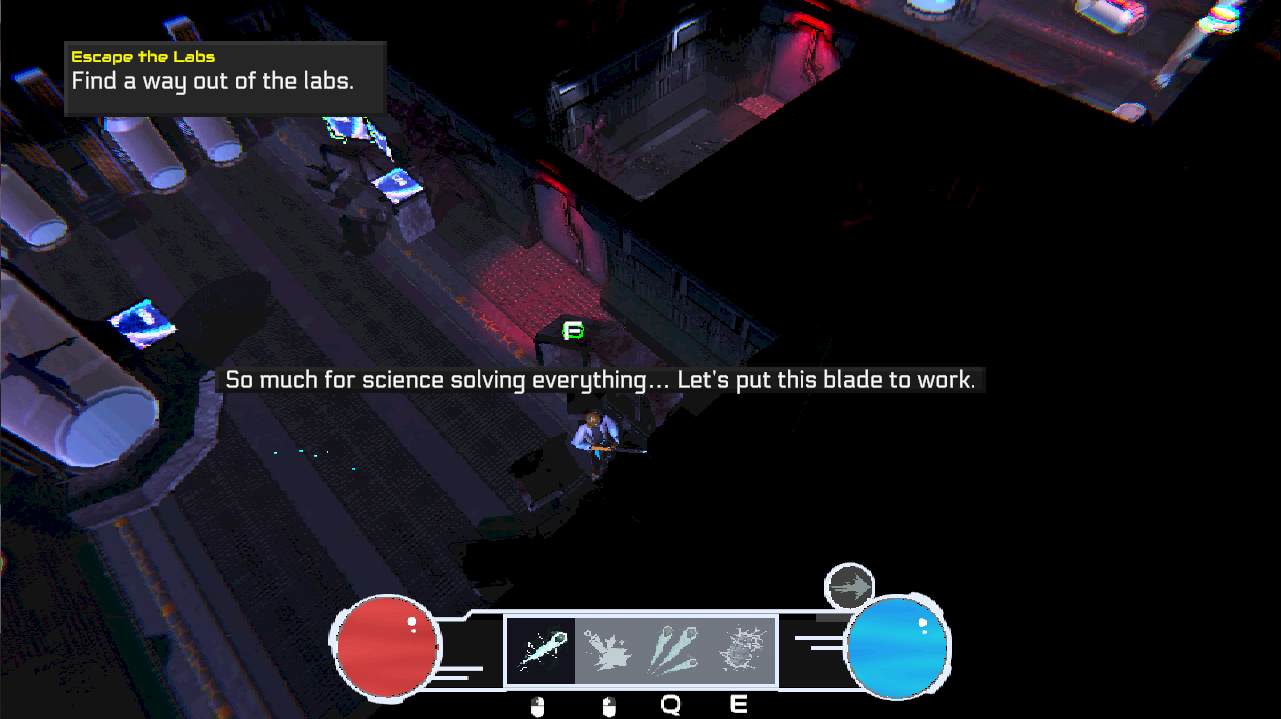 Escape the Labs
Find a way out of the labs.
F
So much for science solving everything... Let's put this blade to work.
Q
E